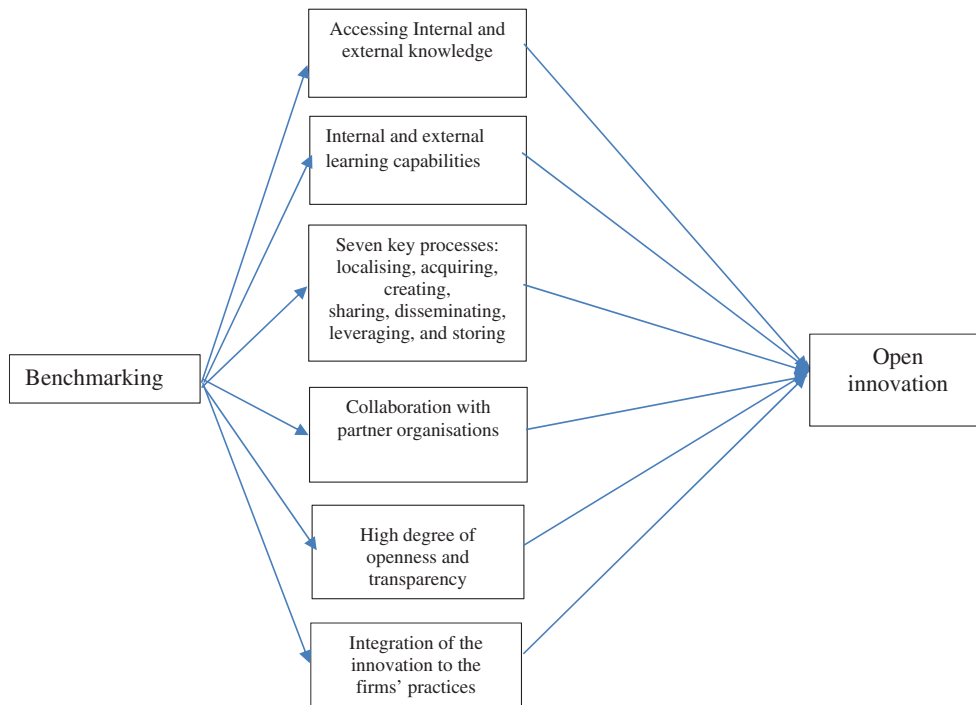 Accessing Internal and
external knowledge
Internal and external
learning capabilities
Seven key processes:
localising, acquiring,
creating,
sharing, disseminating,
leveraging, and storing
Benchmarking
Collaboration with
partner organisations
High degree of
openness and
transparency
Integration of the
innovation to the
firms’ practices
Open
innovation